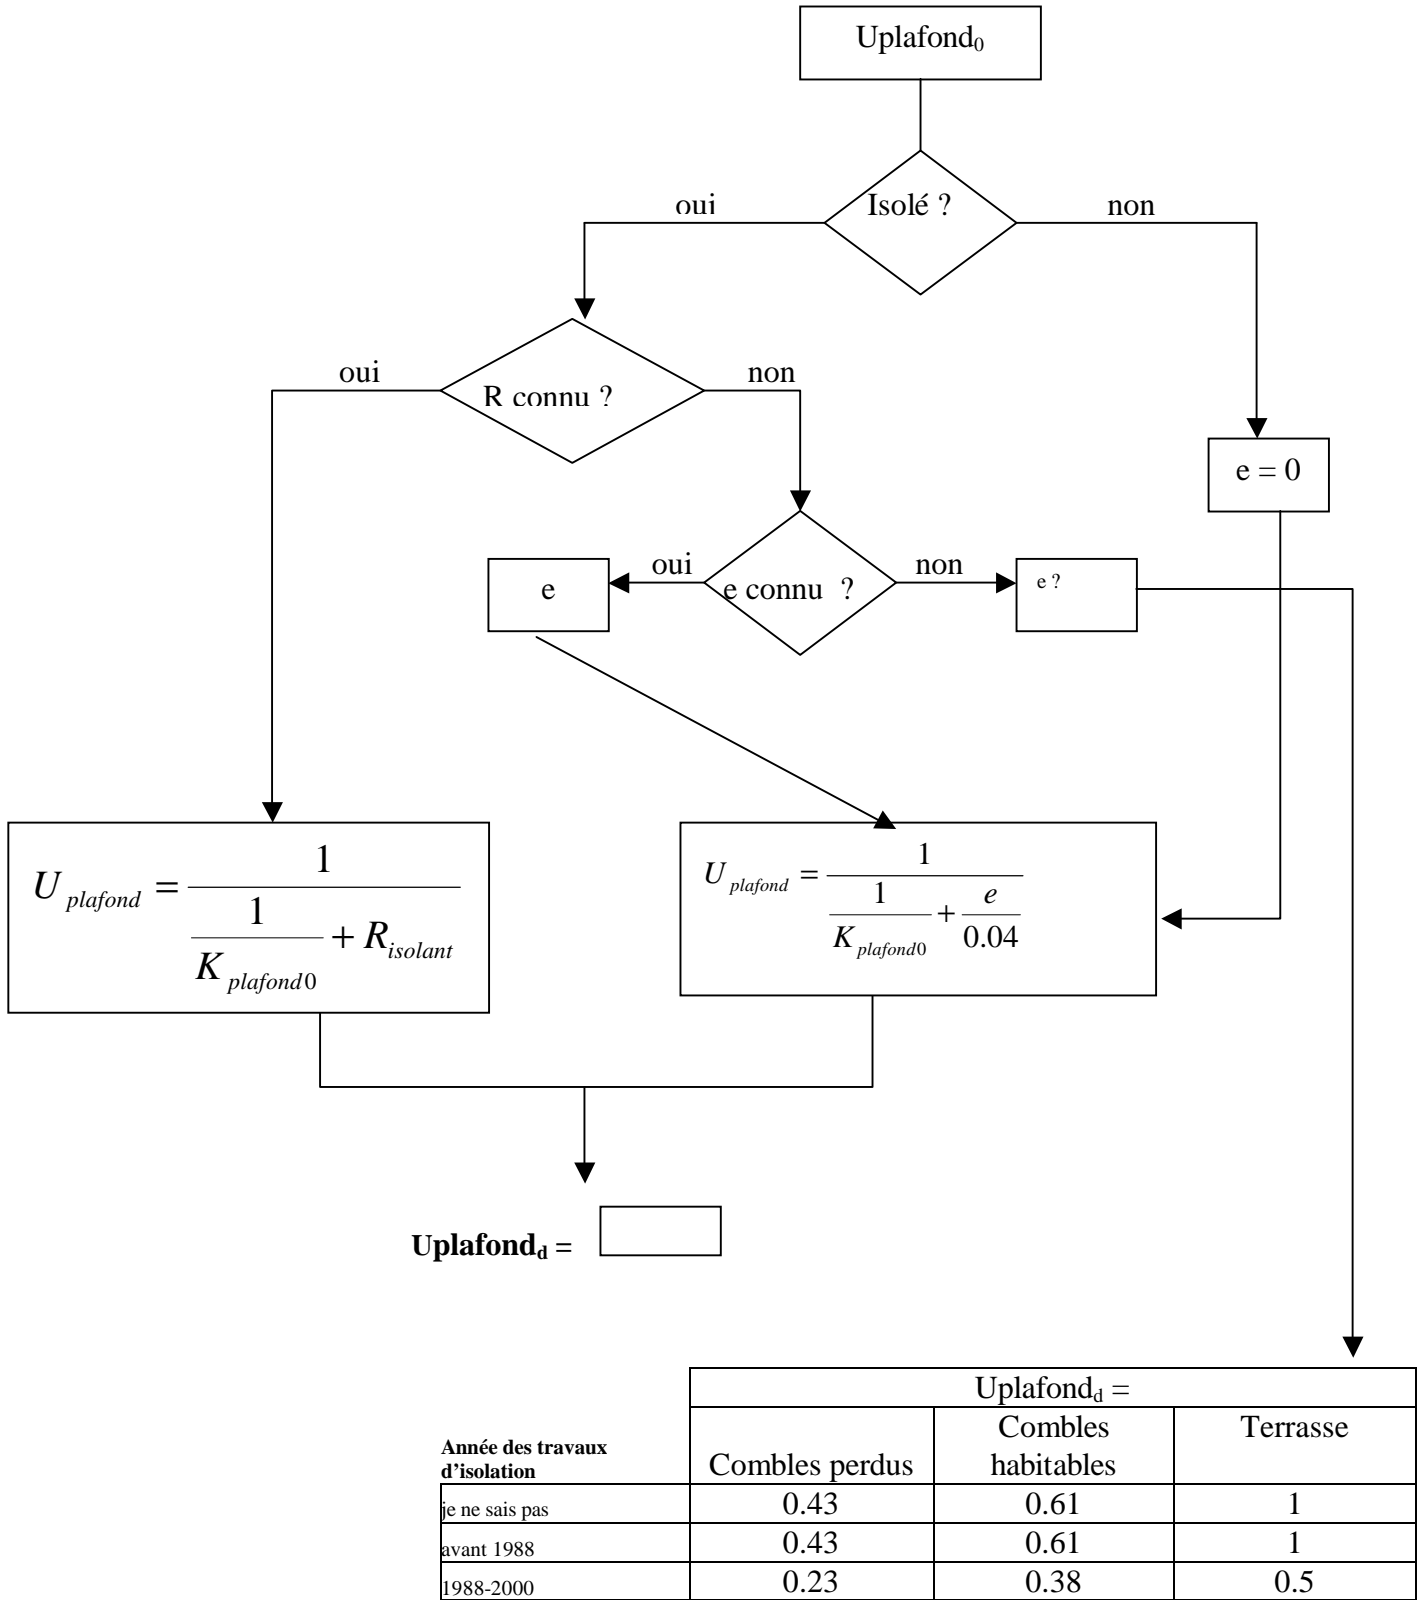 Uplafond₀
Isolé ?
oui
non
R connu ?
oui
non
e = 0
e connu ?
oui
non
e
e ?
U plafond = 1 / (1 / K plafond0 + R isolant)
U plafond = 1 / (1 / K plafond0 + e / 0.04)
Uplafond_d =
Uplafond_d =
Année des travaux d’isolation
Combles perdus
Combles habitables
Terrasse
je ne sais pas 0.43 0.61 1
avant 1988 0.43 0.61 1
1988-2000 0.23 0.38 0.5